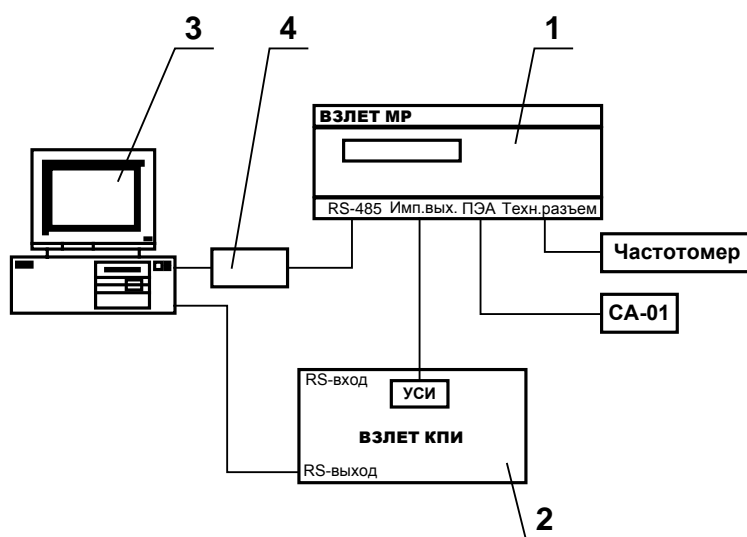 3
4
1
ВЗЛЕТ МР
RS-485 Имп.вых. ПЭА Техн.разъем
Частотомер
СА-01
RS-вход
УСИ
ВЗЛЕТ КПИ
RS-выход
2